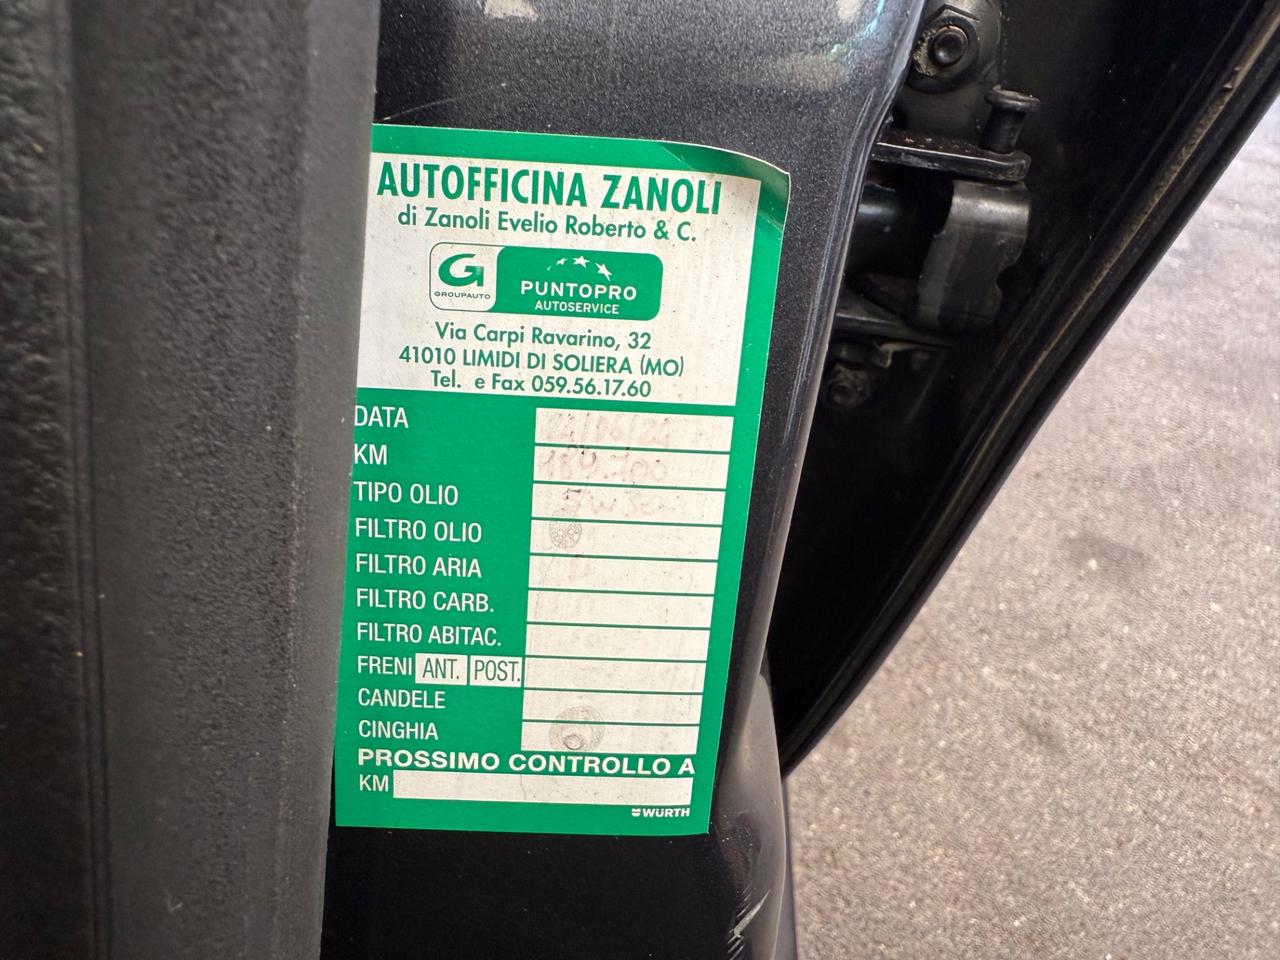 AUTOFFICINA ZANOLI
di Zanoli Evelio Roberto & C.
G
GROUPAUTO
PUNTOPRO
AUTOSERVICE
Via Carpi Ravarino, 32
41010 LIMIDI DI SOLIERA (MO)
Tel. e Fax 059.56.17.60
DATA
KM 184.700
TIPO OLIO
FILTRO OLIO
FILTRO ARIA
FILTRO CARB.
FILTRO ABITAC.
FRENI ANT. POST.
CANDELE
CINGHIA
PROSSIMO CONTROLLO A
KM
WÜRTH